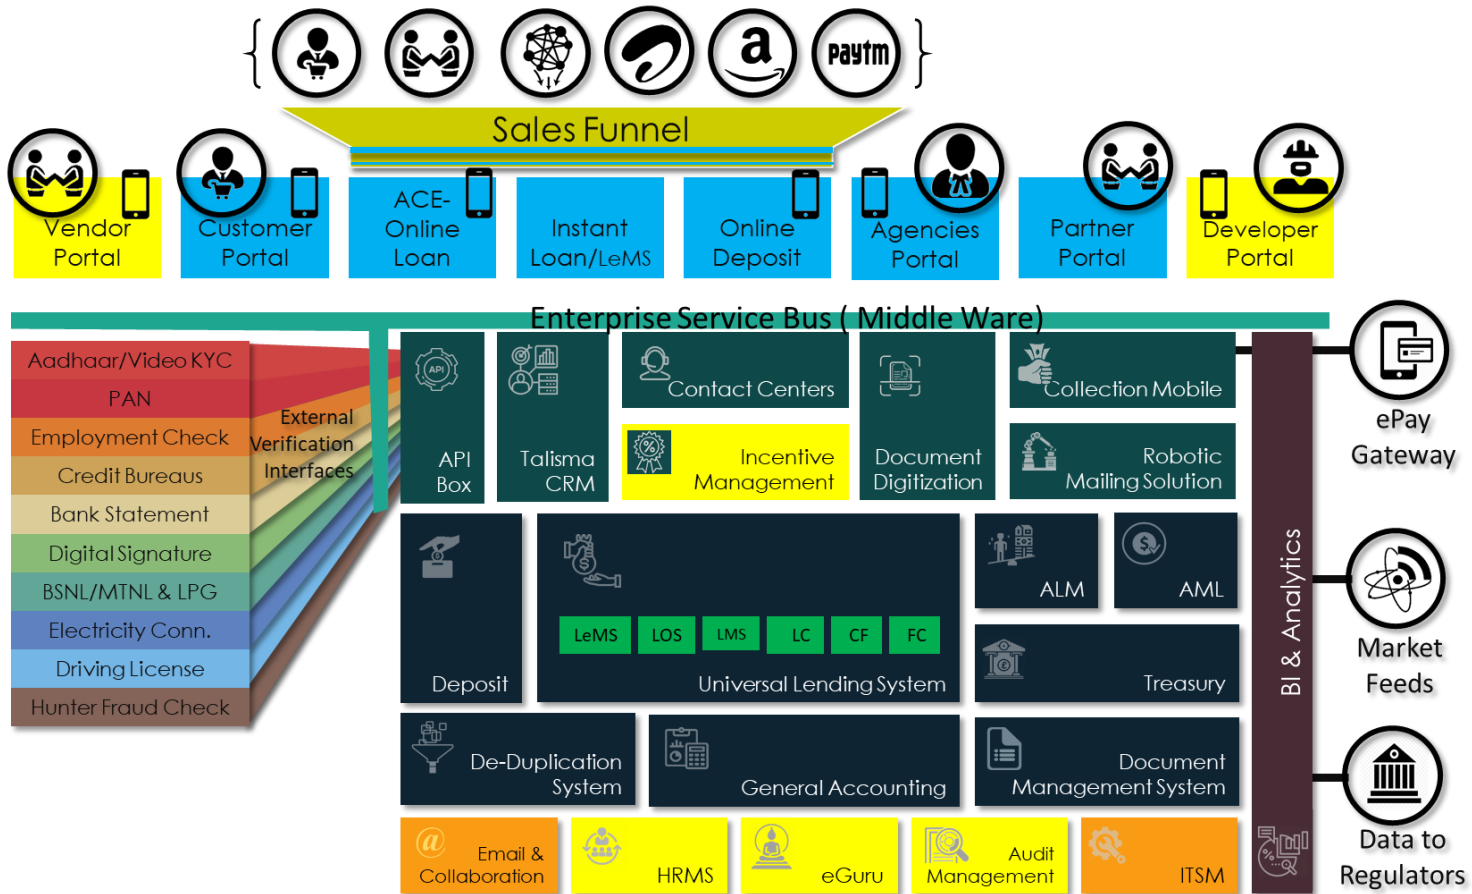 a
paytm
Sales Funnel
Vendor
Portal
Customer
Portal
ACE-
Online
Loan
Instant
Loan/LeMS
Online
Deposit
Agencies
Portal
Partner
Portal
Developer
Portal
Enterprise Service Bus ( Middle Ware)
Aadhaar/Video KYC
PAN
Employment Check
Credit Bureaus
Bank Statement
Digital Signature
BSNL/MTNL & LPG
Electricity Conn.
Driving License
Hunter Fraud Check
External
Verification
Interfaces
API
API
Box
Talisma
CRM
Contact Centers
%
Incentive
Management
Document
Digitization
Collection Mobile
Robotic
Mailing Solution
ePay
Gateway
Deposit
$
LeMS
LOS
LMS
LC
CF
FC
Universal Lending System
ALM
$
AML
Treasury
BI & Analytics
Market
Feeds
De-Duplication
System
General Accounting
Document
Management System
Data to
Regulators
@
Email &
Collaboration
HRMS
eGuru
Audit
Management
ITSM